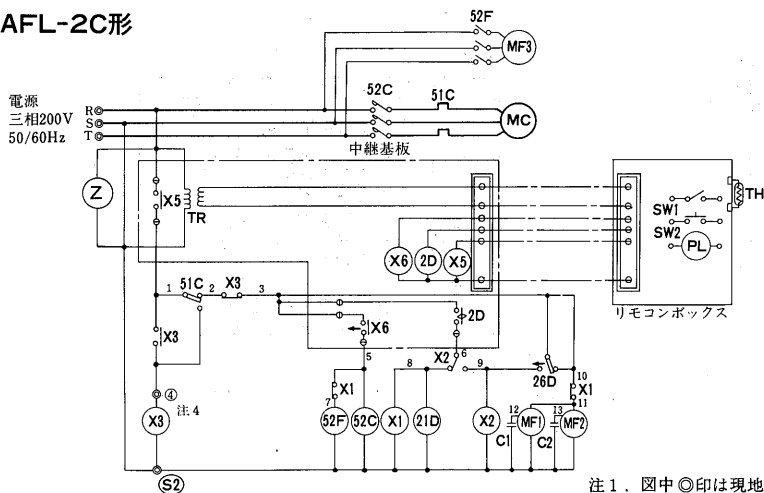 AFL-2C形
52F
MF3
電源
三相200V
50/60Hz
R
S
T
52C
51C
MC
中継基板
Z
X5
TR
X6
2D
X5
SW1
SW2
PL
TH
リモコンボックス
1
51C
2
X3
3
X3
X6
2D
5
X2
6
8
9
26D
10
X1
11
④
注4
X1
7
X3
52F
52C
X1
21D
X2
12
C1
MF1
13
C2
MF2
S2
注1. 図中◎印は現地